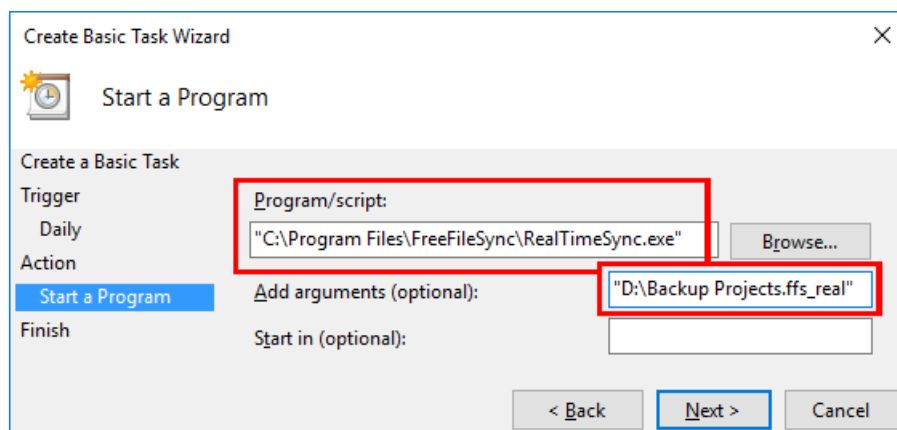 Create Basic Task Wizard
Start a Program
Create a Basic Task
Trigger
Daily
Action
Start a Program
Finish
Program/script:
"C:\Program Files\FreeFileSync\RealTimeSync.exe"
Browse...
Add arguments (optional):
"D:\Backup Projects.ffs_real"
Start in (optional):
< Back
Next >
Cancel